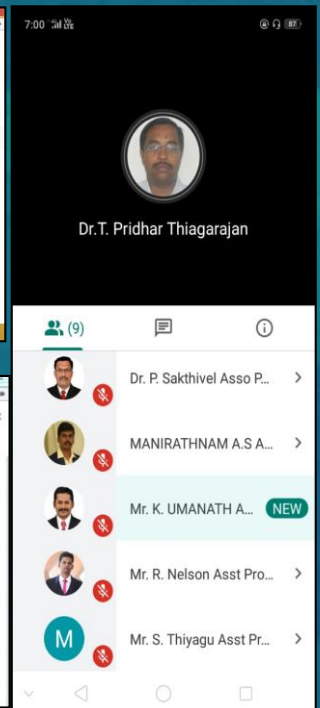 7:00
87
Dr.T. Pridhar Thiagarajan
(9)
Dr. P. Sakthivel Asso P...
MANIRATHNAM A.S A...
Mr. K. UMANATH A... NEW
Mr. R. Nelson Asst Pro...
M Mr. S. Thiyagu Asst Pr...